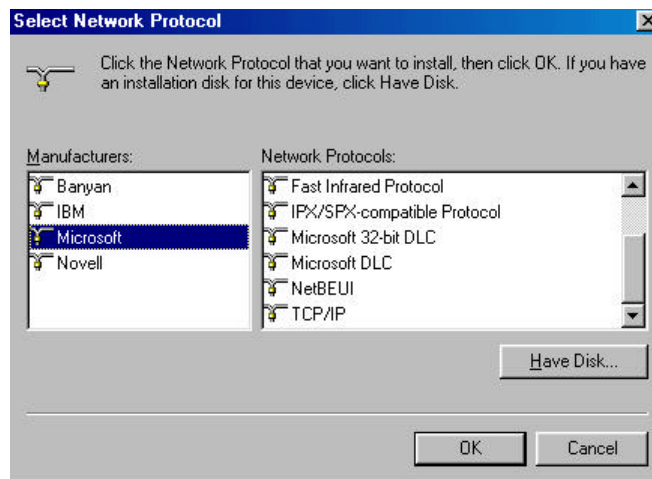 Select Network Protocol
Click the Network Protocol that you want to install, then click OK. If you have
an installation disk for this device, click Have Disk.
Manufacturers:
Banyan
IBM
Microsoft
Novell
Network Protocols:
Fast Infrared Protocol
IPX/SPX-compatible Protocol
Microsoft 32-bit DLC
Microsoft DLC
NetBEUI
TCP/IP
Have Disk...
OK
Cancel